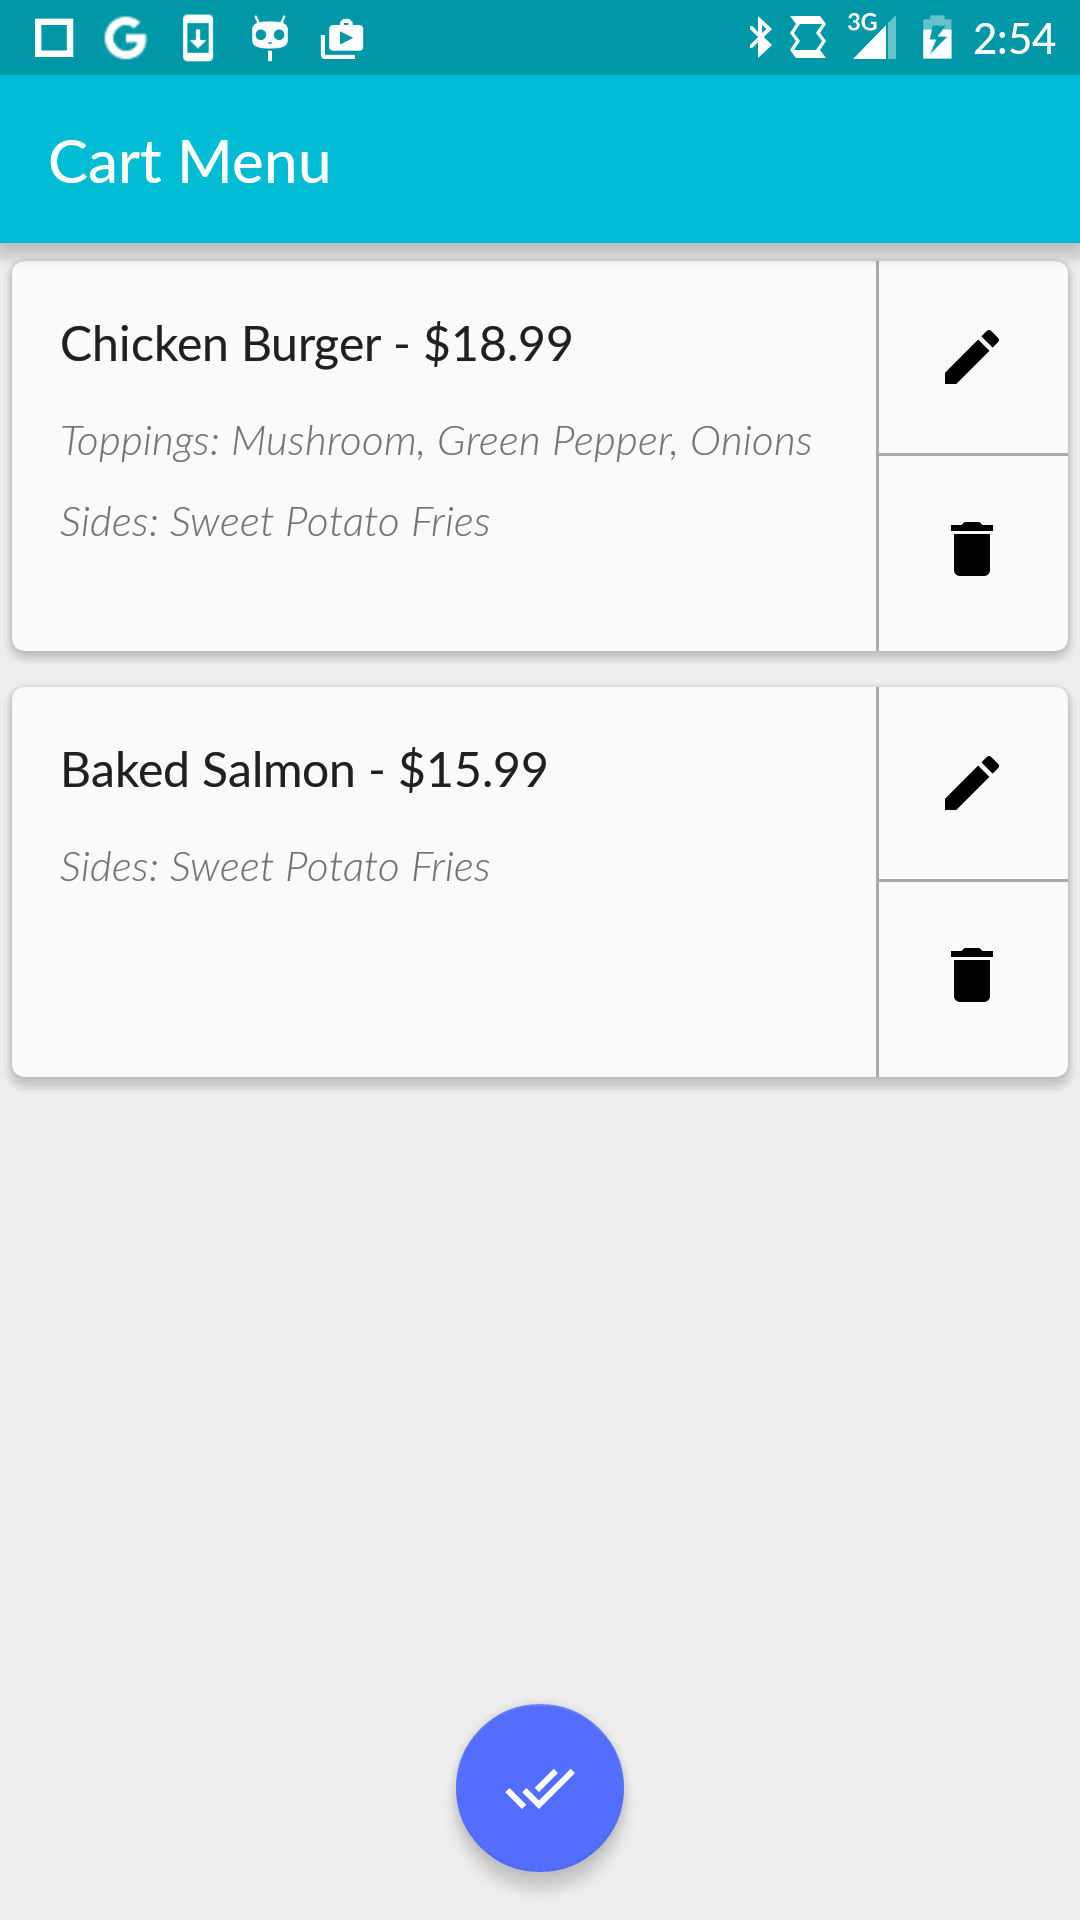 3G 2:54
Cart Menu
Chicken Burger - $18.99
Toppings: Mushroom, Green Pepper, Onions
Sides: Sweet Potato Fries
Baked Salmon - $15.99
Sides: Sweet Potato Fries